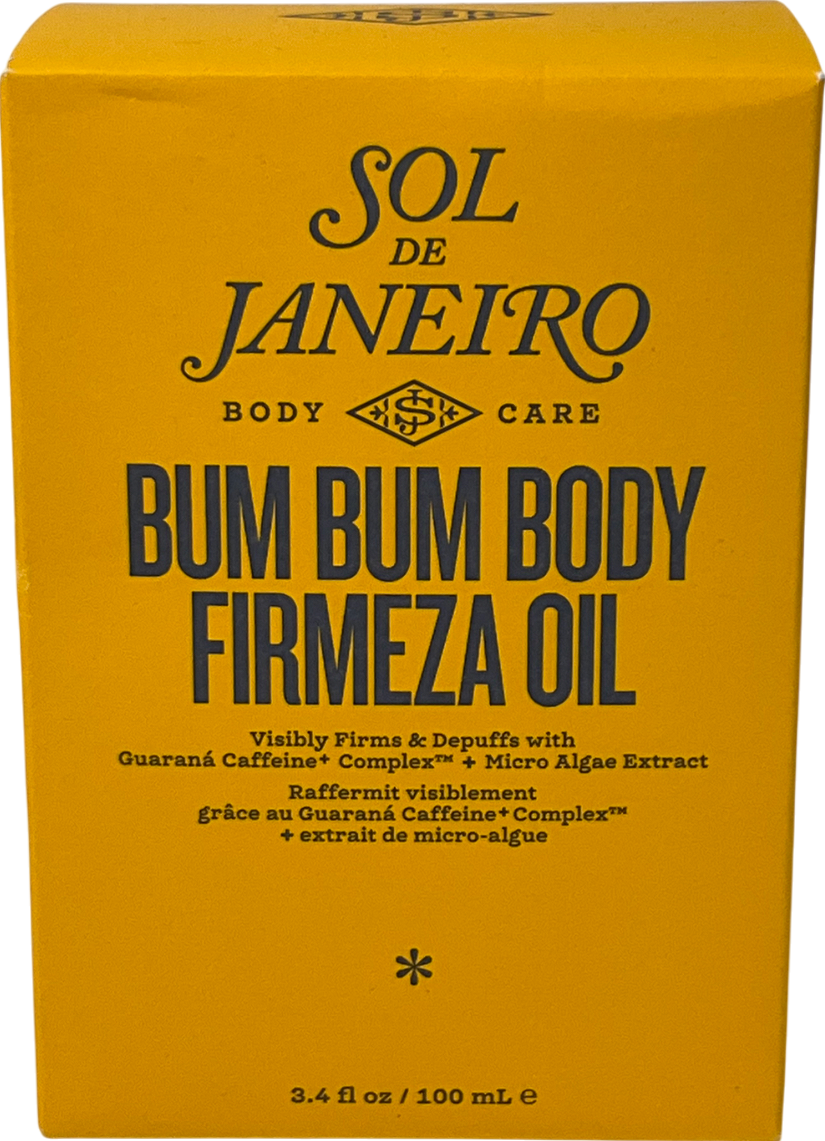 SOL
DE
JANEIRO
BODY SJ CARE
BUM BUM BODY
FIRMEZA OIL
Visibly Firms & Depuffs with
Guaraná Caffeine+ Complex™ + Micro Algae Extract
Raffermit visiblement
grâce au Guaraná Caffeine+Complex™
+ extrait de micro-algue
*
3.4 fl oz / 100 mL ℮